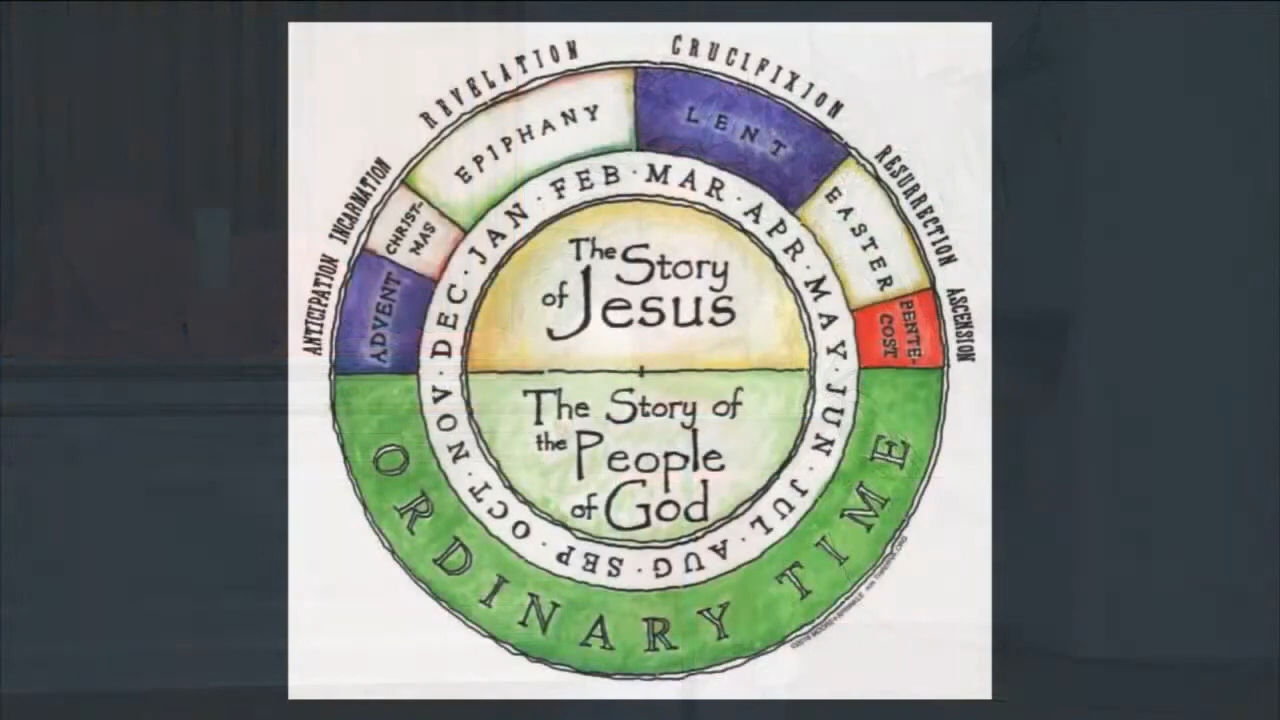 REVELATION
CRUCIFIXION
ANTICIPATION
INCARNATION
RESURRECTION
ASCENSION
ADVENT
CHRIST-
MAS
EPIPHANY
LENT
EASTER
PENTE-
COST
ORDINARY TIME
JAN · FEB · MAR · APR · MAY · JUN · JUL · AUG · SEP · OCT · NOV · DEC ·
The Story
of Jesus
The Story of
the People
of God